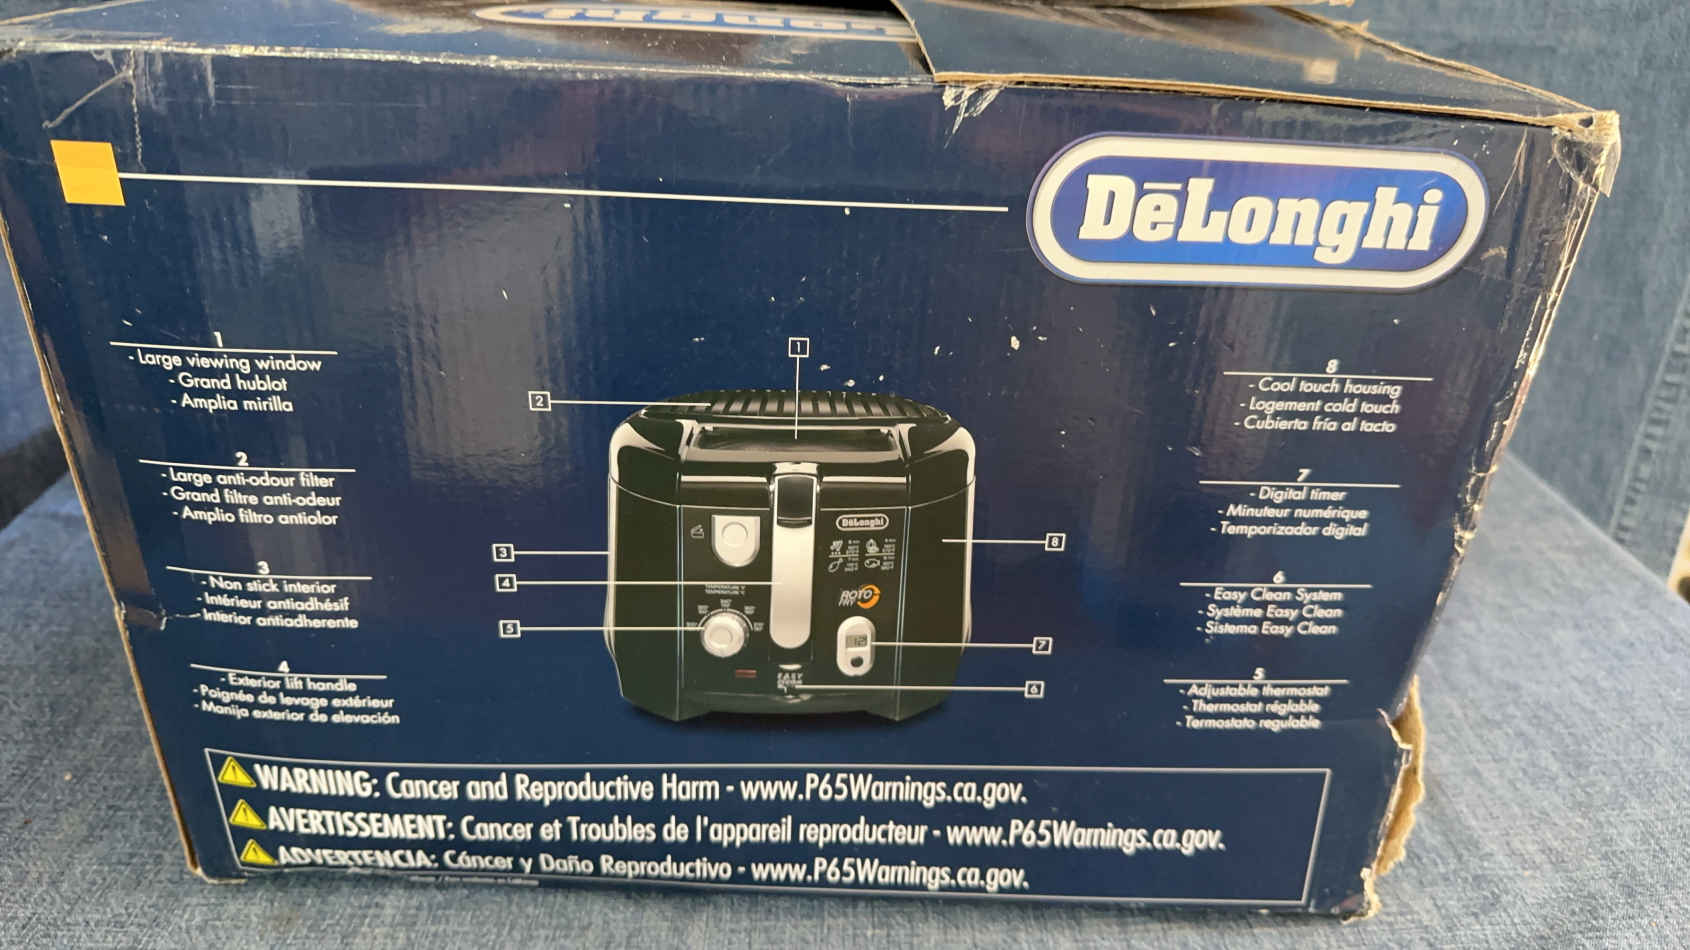 DeLonghi
DēLonghi
1
- Large viewing window
- Grand hublot
- Amplia mirilla
2
- Large anti-odour filter
- Grand filtre anti-odeur
- Amplio filtro antiolor
3
- Non stick interior
- Intérieur antiadhésif
- Interior antiadherente
4
- Exterior lift handle
- Poignée de levage extérieur
- Manija exterior de elevación
1
2
3
4
5
8
7
6
DēLonghi
TEMPERATURE °F
TEMPERATURE °C
ROTO
FRY
EASY
CLEAN
8
- Cool touch housing
- Logement cold touch
- Cubierta fría al tacto
7
- Digital timer
- Minuteur numérique
- Temporizador digital
6
- Easy Clean System
- Système Easy Clean
- Sistema Easy Clean
5
- Adjustable thermostat
- Thermostat réglable
- Termostato regulable
WARNING: Cancer and Reproductive Harm - www.P65Warnings.ca.gov.
AVERTISSEMENT: Cancer et Troubles de l'appareil reproducteur - www.P65Warnings.ca.gov.
ADVERTENCIA: Cáncer y Daño Reproductivo - www.P65Warnings.ca.gov.